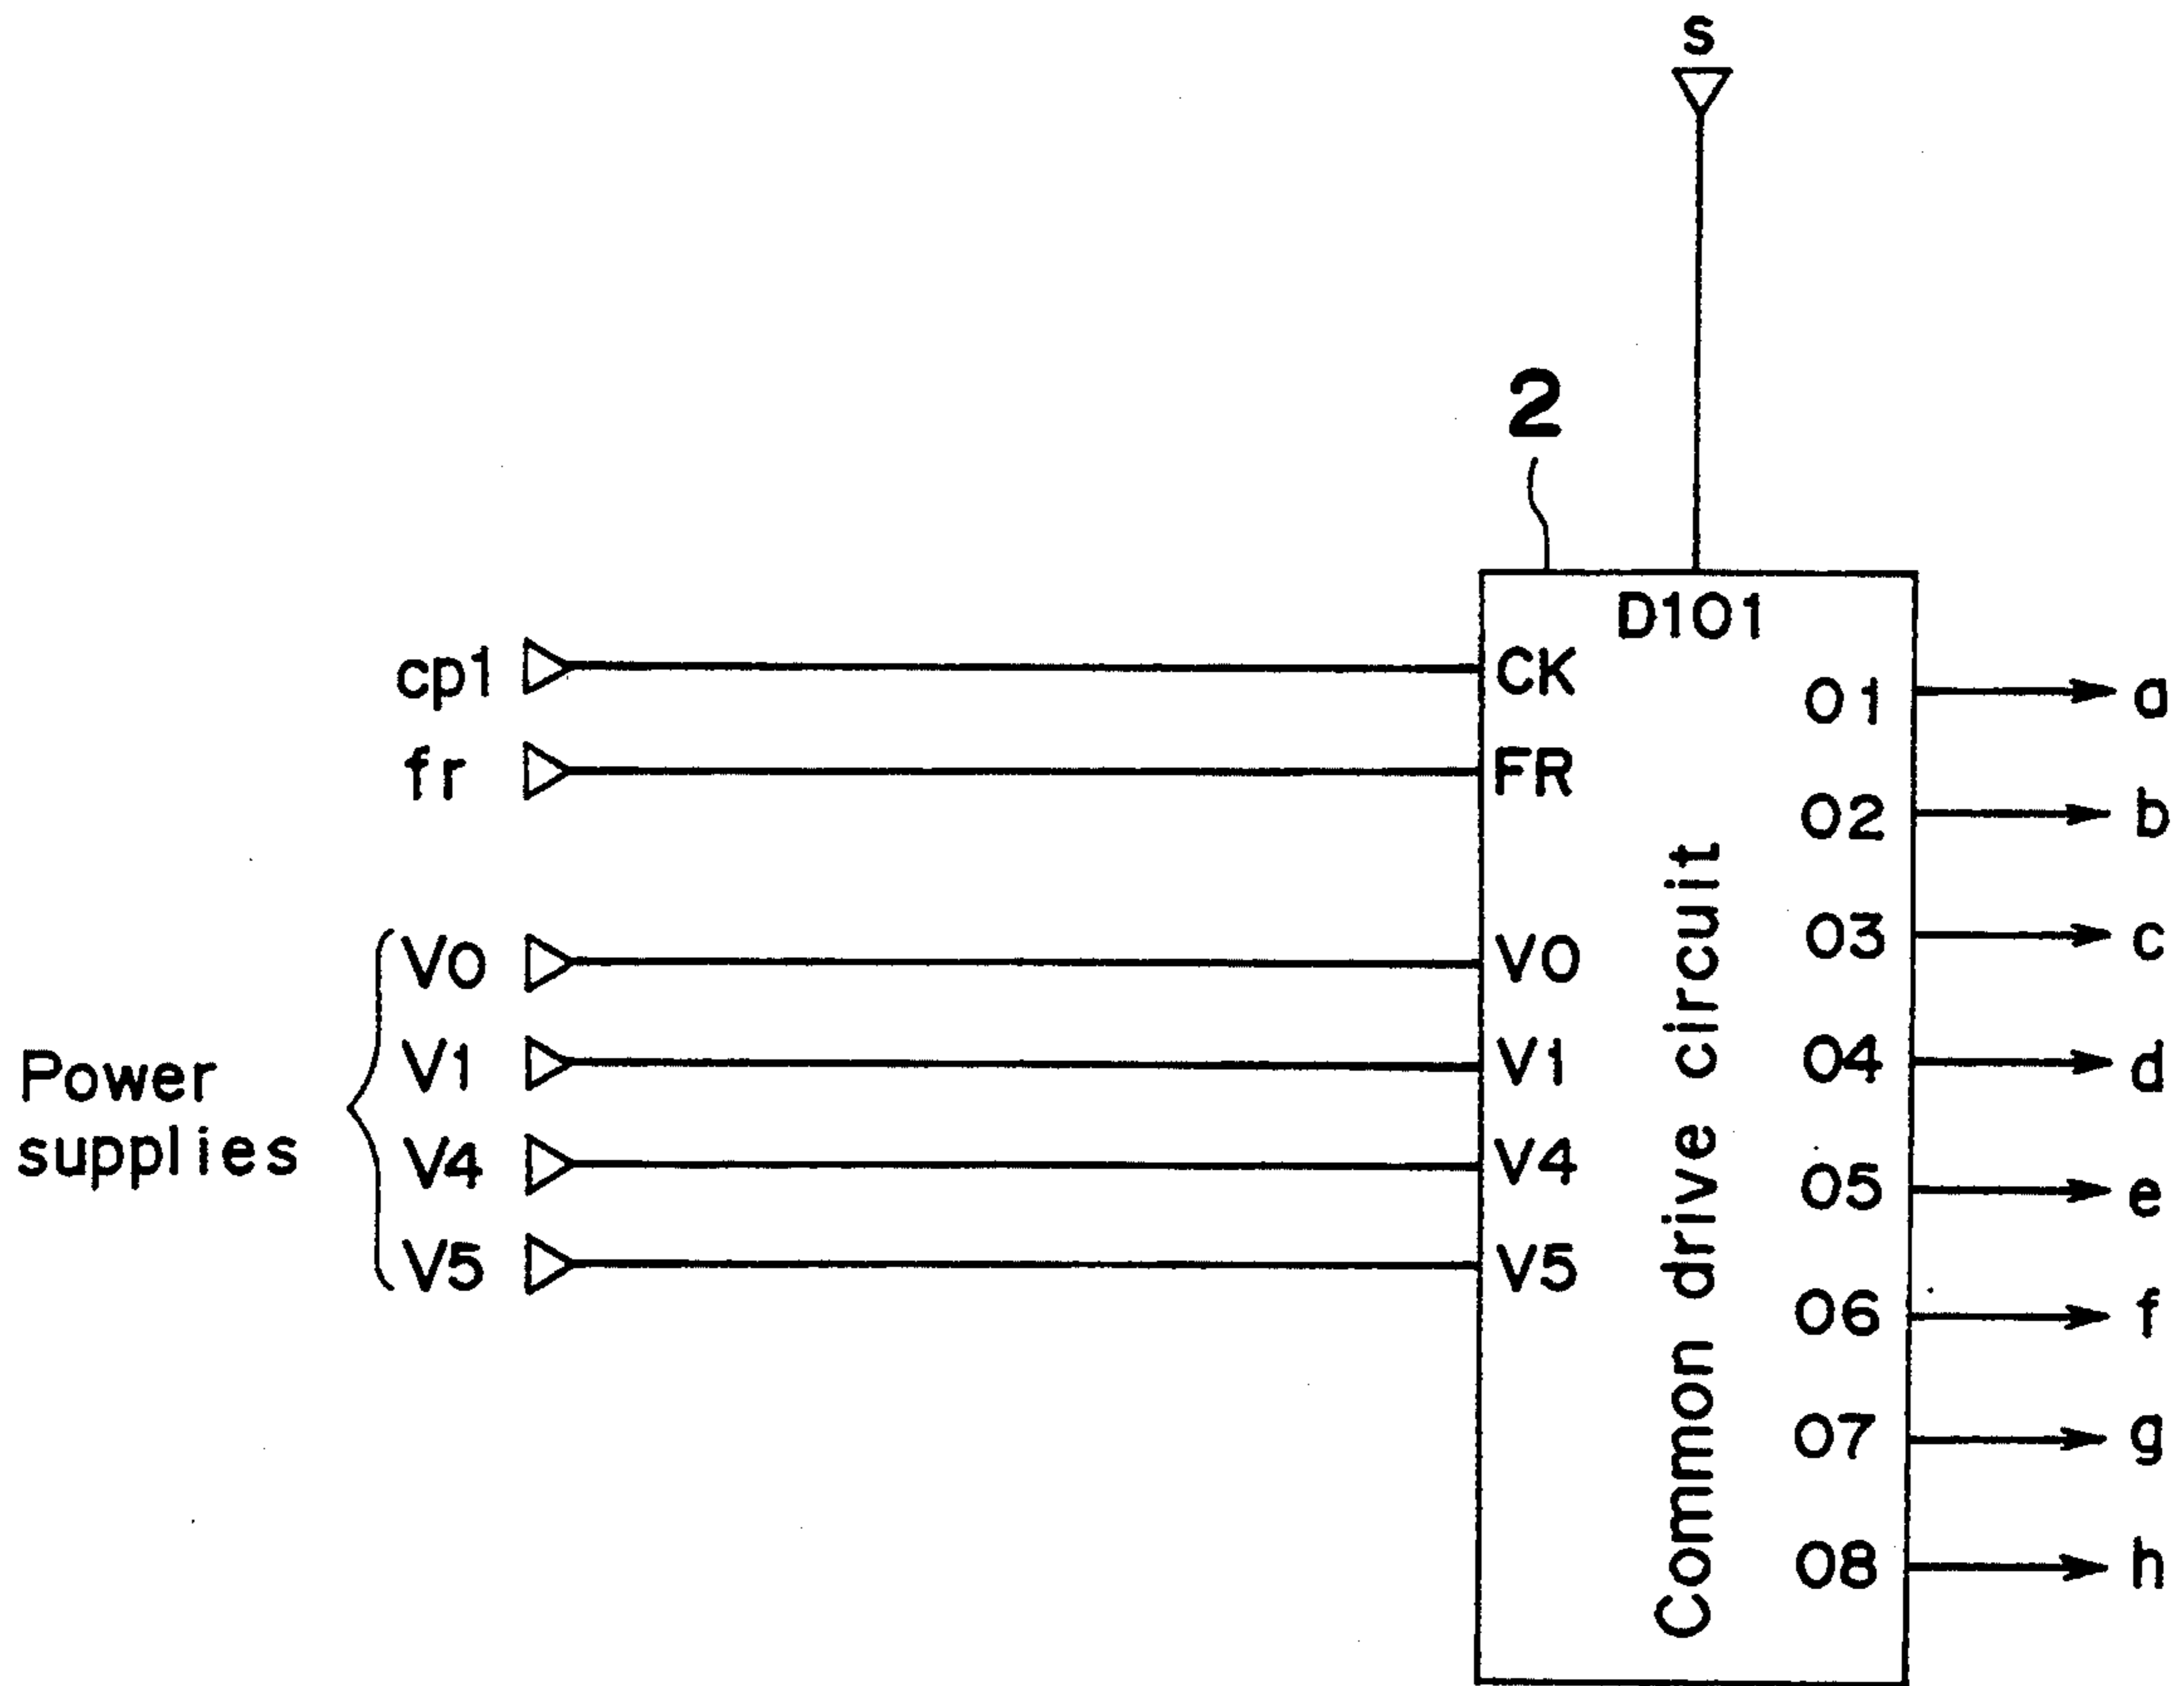 s
2
D101
cp1
CK
fr
FR
Power
supplies
V0
V1
V4
V5
V0
V1
V4
V5
Common drive circuit
O1
a
O2
b
O3
c
O4
d
O5
e
O6
f
O7
g
O8
h